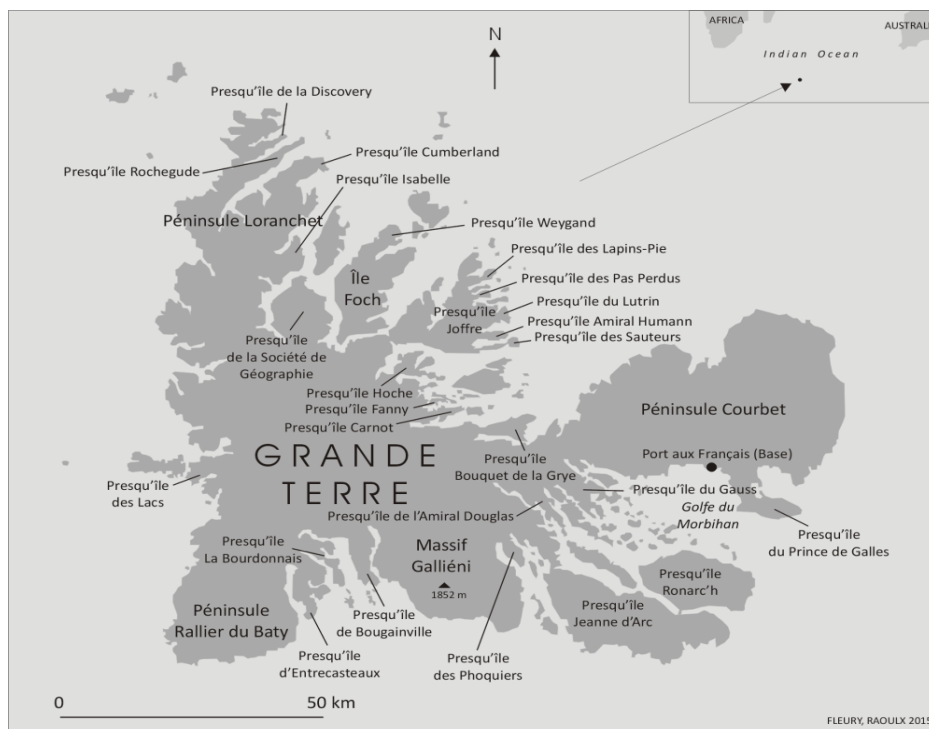 AFRICA
AUSTRALI
Indian Ocean
N
Presqu'île de la Discovery
Presqu'île Rochegude
Presqu'île Cumberland
Presqu'île Isabelle
Péninsule Loranchet
Presqu'île Weygand
Presqu'île des Lapins-Pie
Île
Foch
Presqu'île des Pas Perdus
Presqu'île du Lutrin
Presqu'île
Joffre
Presqu'île Amiral Humann
Presqu'île des Sauteurs
Presqu'île
de la Société de
Géographie
Presqu'île Hoche
Presqu'île Fanny
Presqu'île Carnot
Péninsule Courbet
GRANDE
TERRE
Presqu'île
Bouquet de la Grye
Port aux Français (Base)
Presqu'île
des Lacs
Presqu'île du Gauss
Golfe du
Morbihan
Presqu'île de l'Amiral Douglas
Presqu'île
du Prince de Galles
Presqu'île
La Bourdonnais
Massif
Galliéni
1852 m
Presqu'île
Ronarc'h
Péninsule
Rallier du Baty
Presqu'île
de Bougainville
Presqu'île
Jeanne d'Arc
Presqu'île
d'Entrecasteaux
Presqu'île
des Phoquiers
0
50 km
FLEURY, RAOULX 2015